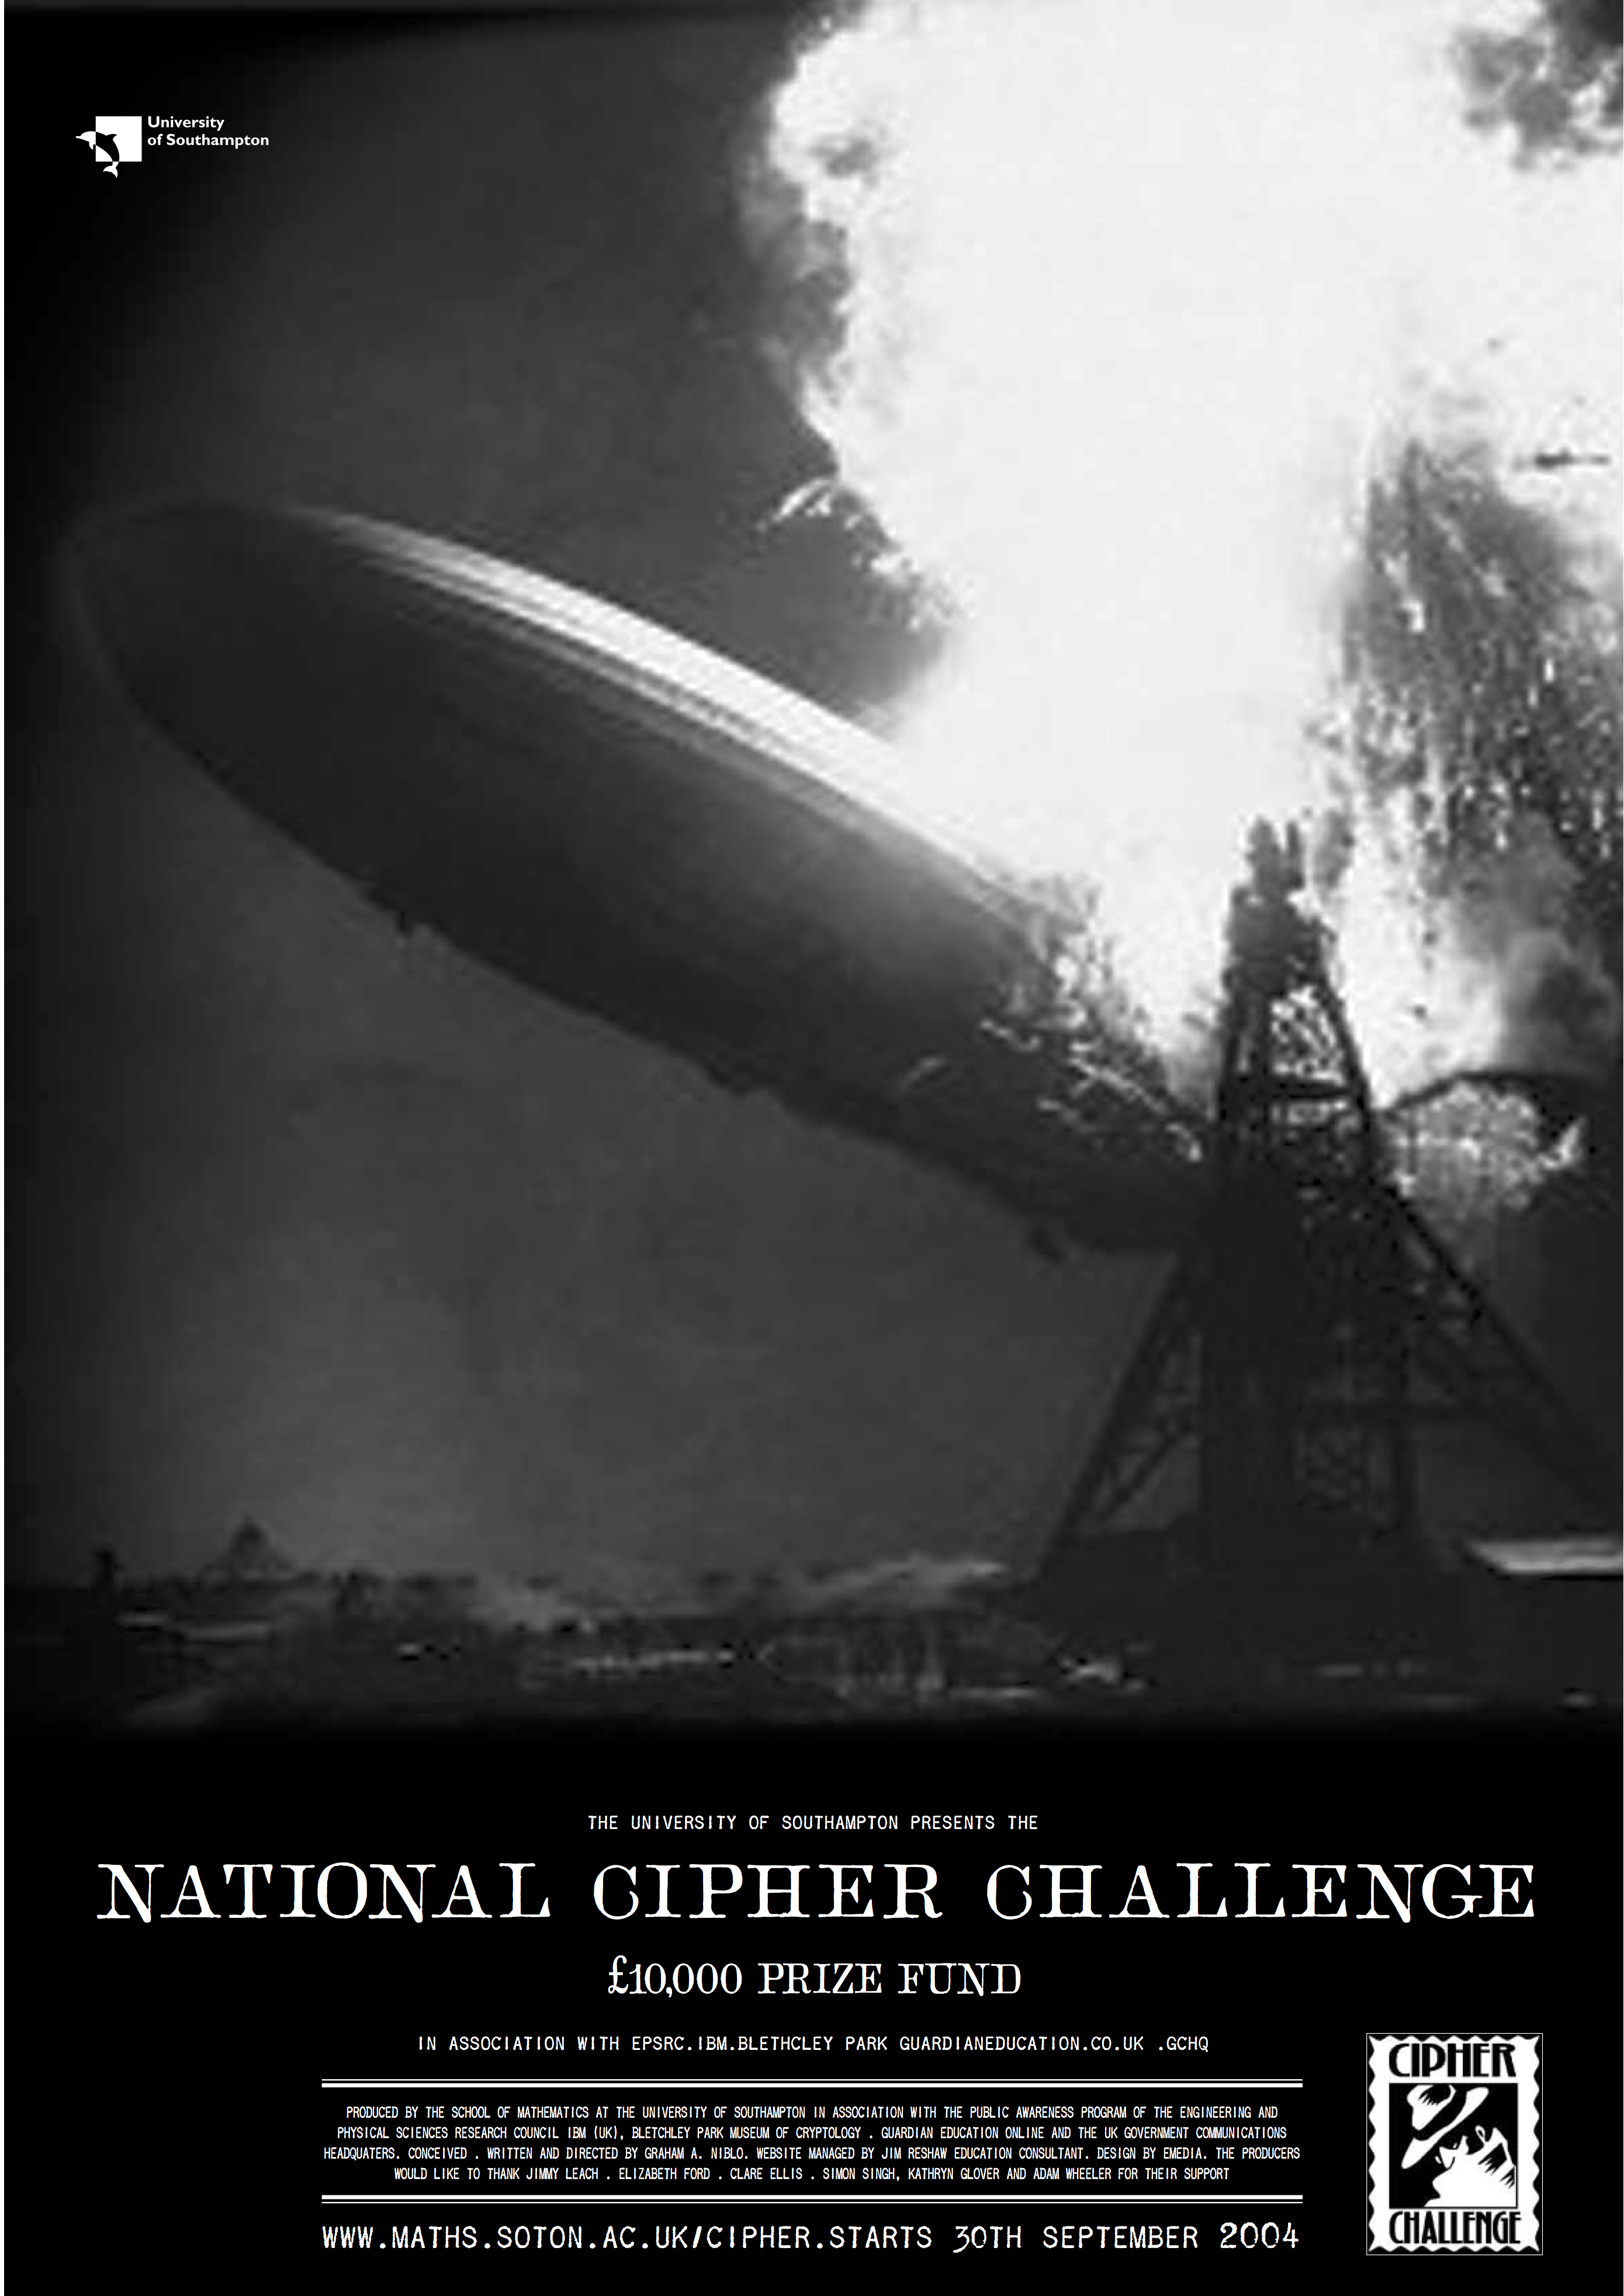 University
of Southampton
THE UNIVERSITY OF SOUTHAMPTON PRESENTS THE
NATIONAL CIPHER CHALLENGE
£10,000 PRIZE FUND
IN ASSOCIATION WITH EPSRC.IBM.BLETHCLEY PARK GUARDIANEDUCATION.CO.UK .GCHQ
PRODUCED BY THE SCHOOL OF MATHEMATICS AT THE UNIVERSITY OF SOUTHAMPTON IN ASSOCIATION WITH THE PUBLIC AWARENESS PROGRAM OF THE ENGINEERING AND
PHYSICAL SCIENCES RESEARCH COUNCIL IBM (UK), BLETCHLEY PARK MUSEUM OF CRYPTOLOGY . GUARDIAN EDUCATION ONLINE AND THE UK GOVERNMENT COMMUNICATIONS
HEADQUATERS. CONCEIVED . WRITTEN AND DIRECTED BY GRAHAM A. NIBLO. WEBSITE MANAGED BY JIM RESHAW EDUCATION CONSULTANT. DESIGN BY EMEDIA. THE PRODUCERS
WOULD LIKE TO THANK JIMMY LEACH . ELIZABETH FORD . CLARE ELLIS . SIMON SINGH, KATHRYN GLOVER AND ADAM WHEELER FOR THEIR SUPPORT
WWW.MATHS.SOTON.AC.UK/CIPHER.STARTS 30TH SEPTEMBER 2004
CIPHER
CHALLENGE